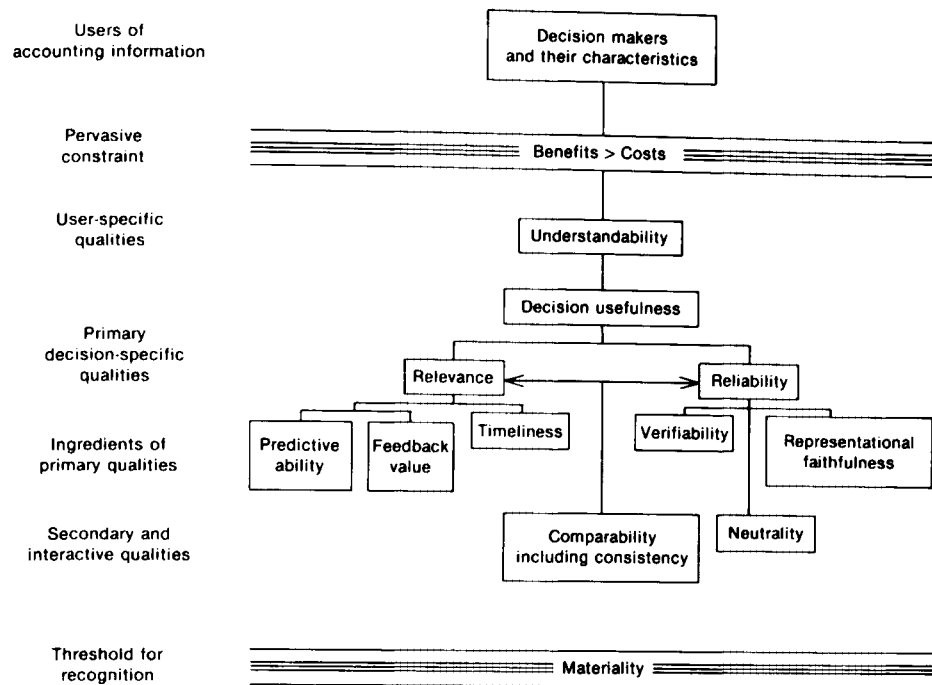 Users of
accounting information
Decision makers
and their characteristics
Pervasive
constraint
Benefits > Costs
User-specific
qualities
Understandability
Decision usefulness
Primary
decision-specific
qualities
Relevance
Reliability
Ingredients of
primary qualities
Predictive
ability
Feedback
value
Timeliness
Verifiability
Representational
faithfulness
Secondary and
interactive qualities
Comparability
including consistency
Neutrality
Threshold for
recognition
Materiality